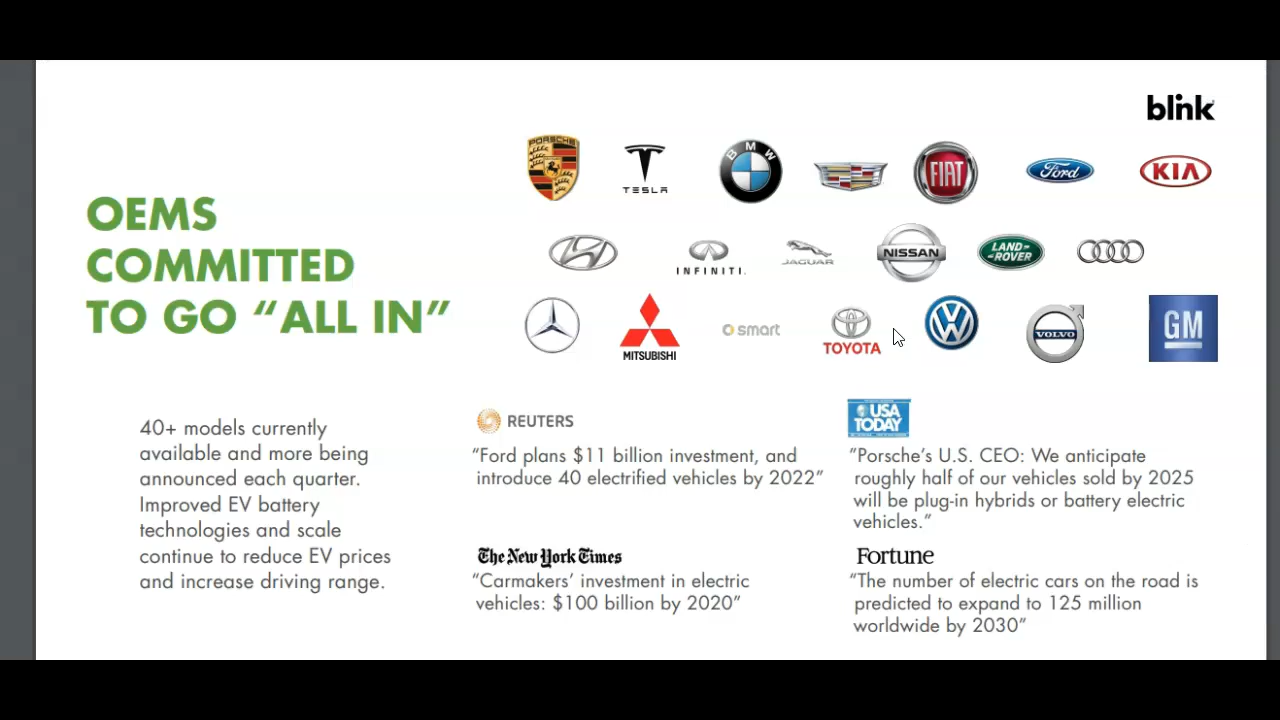 blink
PORSCHE
TESLA
BMW
FIAT
Ford
KIA
INFINITI
JAGUAR
NISSAN
LAND
ROVER
MITSUBISHI
smart
TOYOTA
VOLVO
GM
OEMS
COMMITTED
TO GO “ALL IN”
40+ models currently
available and more being
announced each quarter.
Improved EV battery
technologies and scale
continue to reduce EV prices
and increase driving range.
REUTERS
“Ford plans $11 billion investment, and
introduce 40 electrified vehicles by 2022”
USA
TODAY
“Porsche’s U.S. CEO: We anticipate
roughly half of our vehicles sold by 2025
will be plug-in hybrids or battery electric
vehicles.”
The New York Times
“Carmakers’ investment in electric
vehicles: $100 billion by 2020”
Fortune
“The number of electric cars on the road is
predicted to expand to 125 million
worldwide by 2030”